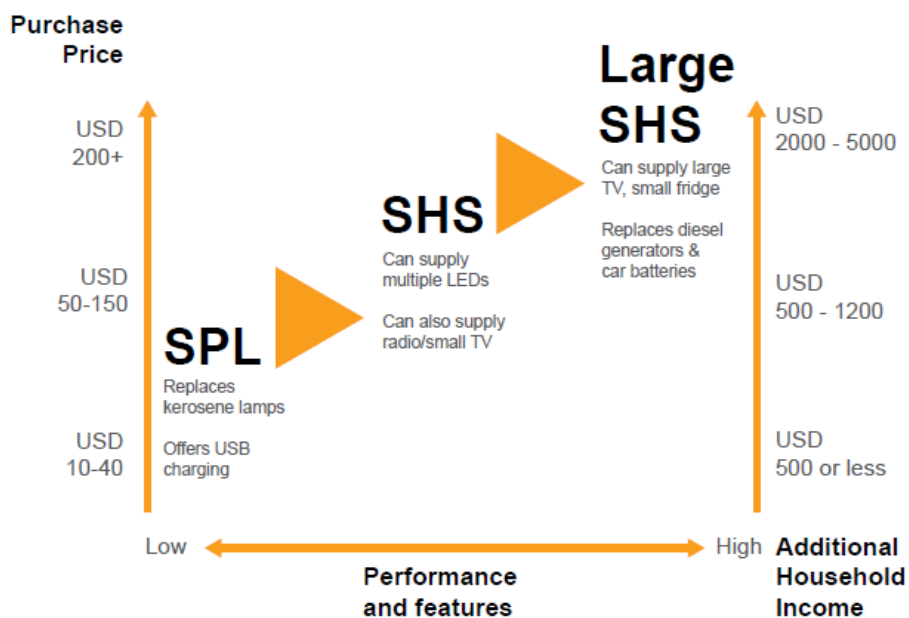 Purchase
Price
USD
200+
USD
50-150
USD
10-40
SPL
Replaces
kerosene lamps
Offers USB
charging
SHS
Can supply
multiple LEDs
Can also supply
radio/small TV
Large
SHS
Can supply large
TV, small fridge
Replaces diesel
generators &
car batteries
USD
2000 - 5000
USD
500 - 1200
USD
500 or less
Low
High
Performance
and features
Additional
Household
Income